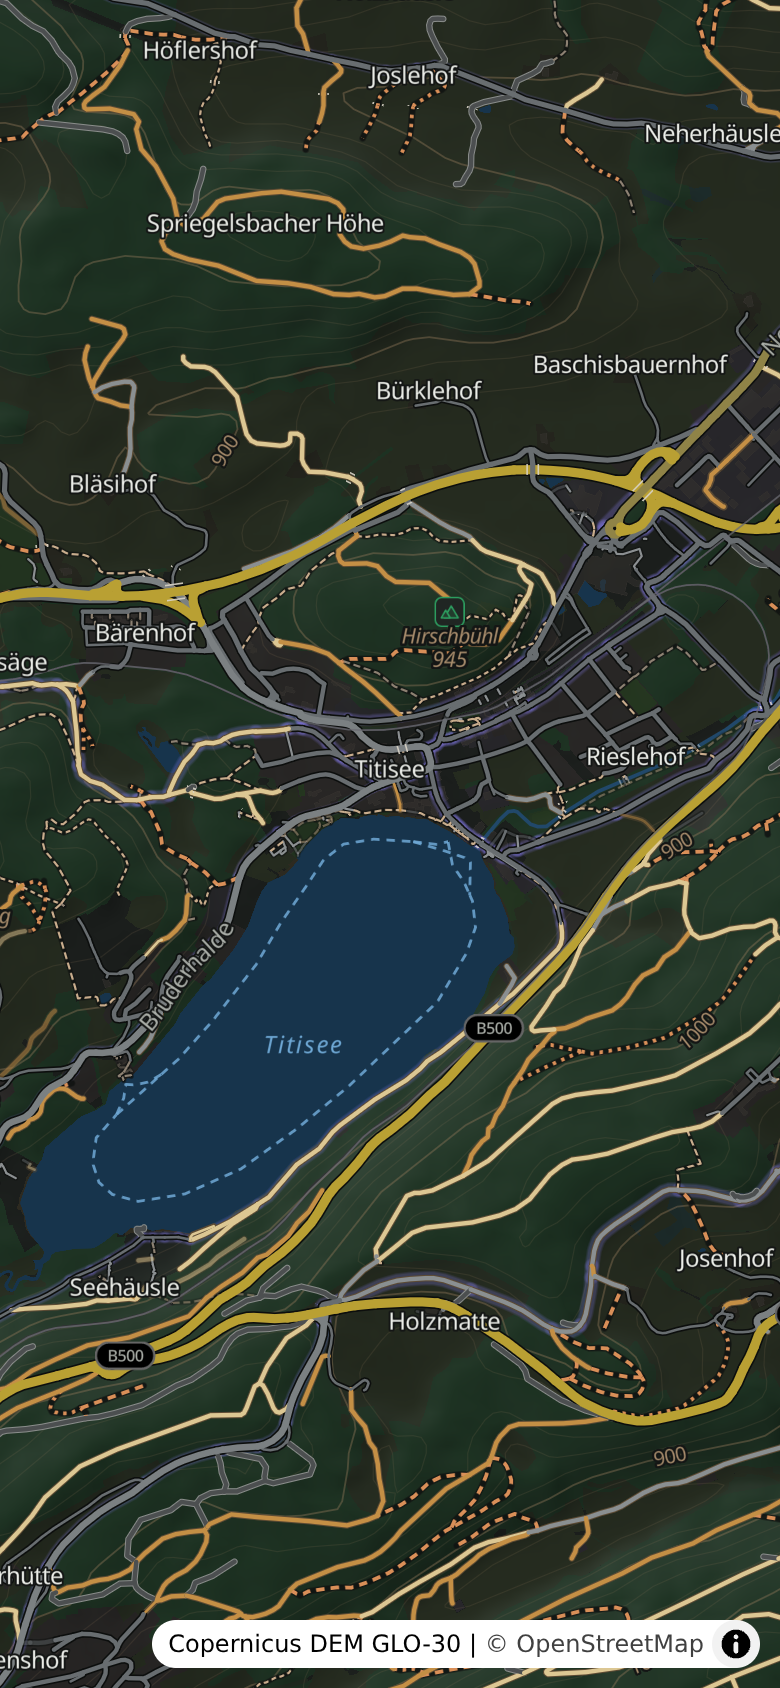 Höflershof
Joslehof
Neherhäusle
Spriegelsbacher Höhe
Baschisbauernhof
Bürklehof
900
Bläsihof
Bärenhof
Hirschbühl
945
säge
Titisee
Rieslehof
900
g
Bruderhalde
B500
Titisee
1000
Josenhof
Seehäusle
Holzmatte
B500
900
rhütte
enshof
Copernicus DEM GLO-30 | © OpenStreetMap